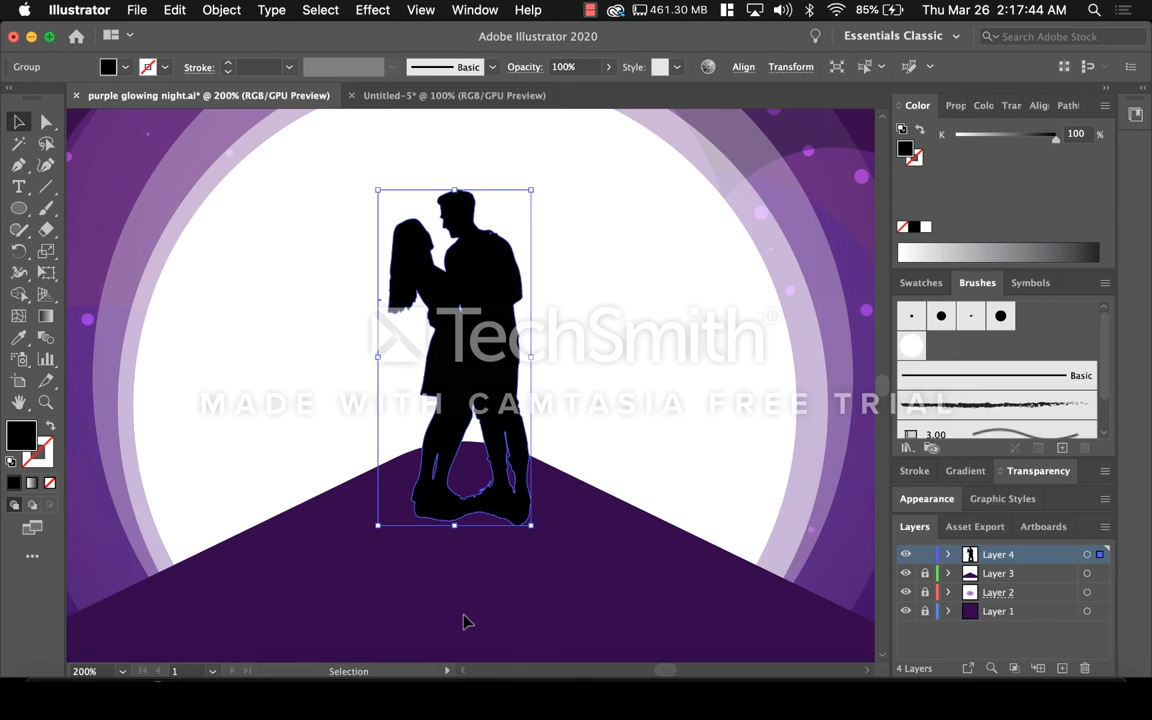 Illustrator File Edit Object Type Select Effect View Window Help 461.30 MB 85% Thu Mar 26 2:17:44 AM
Adobe Illustrator 2020 Essentials Classic Search Adobe Stock
Group Stroke: Basic Opacity: 100% Style: Align Transform
× purple glowing night.ai* @ 200% (RGB/GPU Preview) × Untitled-5* @ 100% (RGB/GPU Preview)
Color Prop Colo Tran Alig Path
K 100 %
Swatches Brushes Symbols
Basic
3.00
Stroke Gradient Transparency
Appearance Graphic Styles
Layers Asset Export Artboards
Layer 4
Layer 3
Layer 2
Layer 1
4 Layers
TechSmith®
MADE WITH CAMTASIA FREE TRIAL
200% 1 Selection